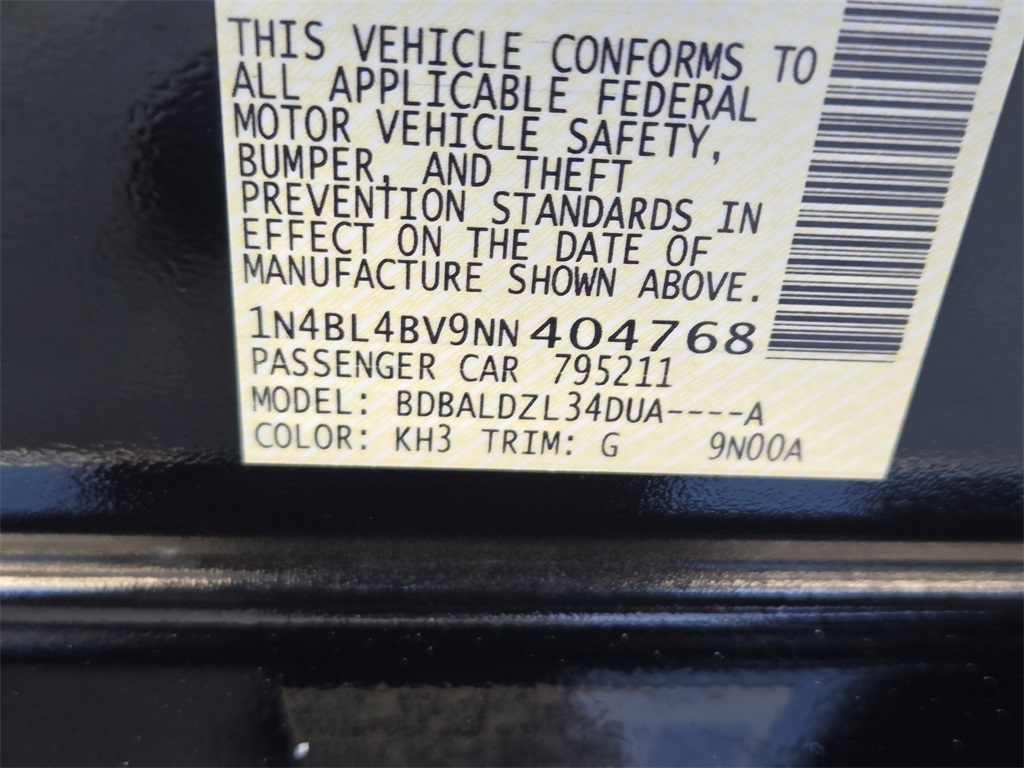 THIS VEHICLE CONFORMS TO
ALL APPLICABLE FEDERAL
MOTOR VEHICLE SAFETY,
BUMPER, AND THEFT
PREVENTION STANDARDS IN
EFFECT ON THE DATE OF
MANUFACTURE SHOWN ABOVE.
1N4BL4BV9NN404768
PASSENGER CAR 795211
MODEL: BDBALDZL34DUA----A
COLOR: KH3 TRIM: G 9N00A